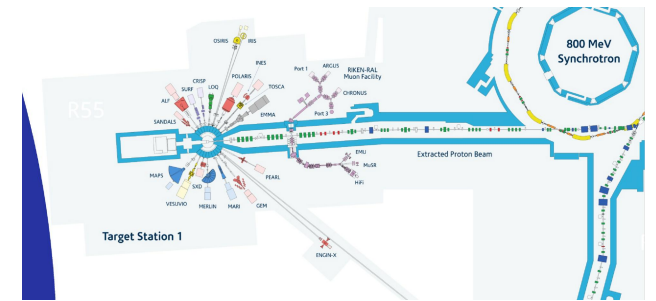 OSIRIS
IRIS
INES
CRISP
POLARIS
SURF
LOQ
TOSCA
ALF
EMMA
SANDALS
R55
ARGUS
Port 1
RIKEN-RAL
Muon Facility
CHRONUS
Port 3
800 MeV
Synchrotron
EMU
MuSR
HiFi
Extracted Proton Beam
PEARL
MAPS
SXD
VESUVIO
MERLIN
MARI
GEM
Target Station 1
ENGIN-X